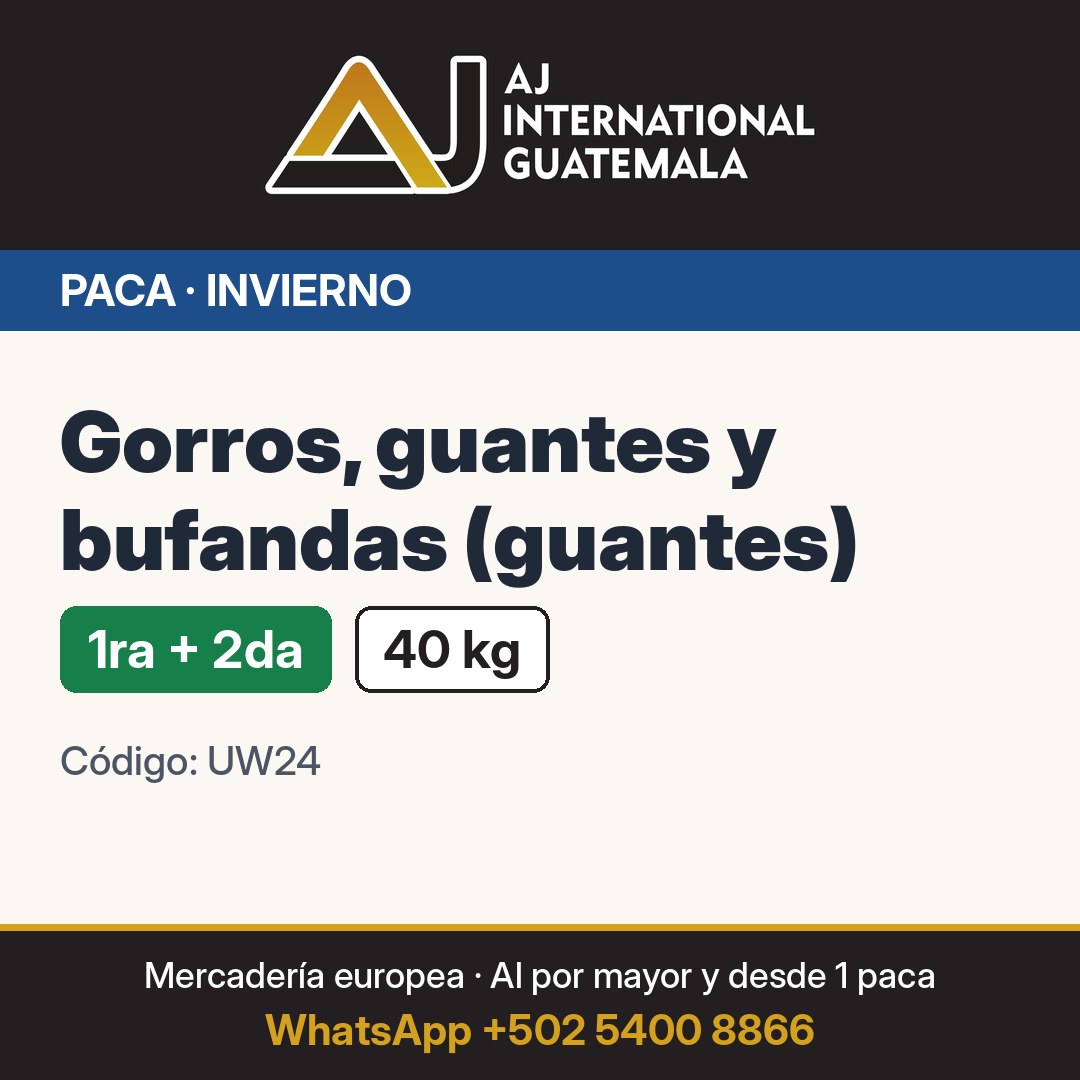 AJ
AJ
INTERNATIONAL
GUATEMALA
PACA · INVIERNO
Gorros, guantes y
bufandas (guantes)
1ra + 2da
40 kg
Código: UW24
Mercadería europea · Al por mayor y desde 1 paca
WhatsApp +502 5400 8866